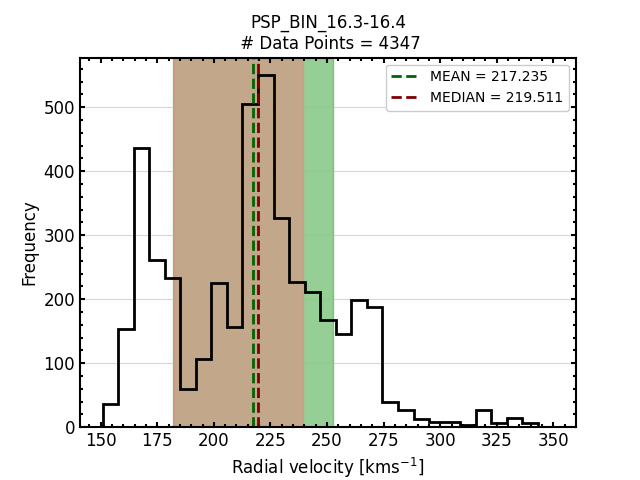 PSP_BIN_16.3-16.4
# Data Points = 4347
MEAN = 217.235
MEDIAN = 219.511
Frequency
500
400
300
200
100
0
150 175 200 225 250 275 300 325 350
Radial velocity [kms⁻¹]